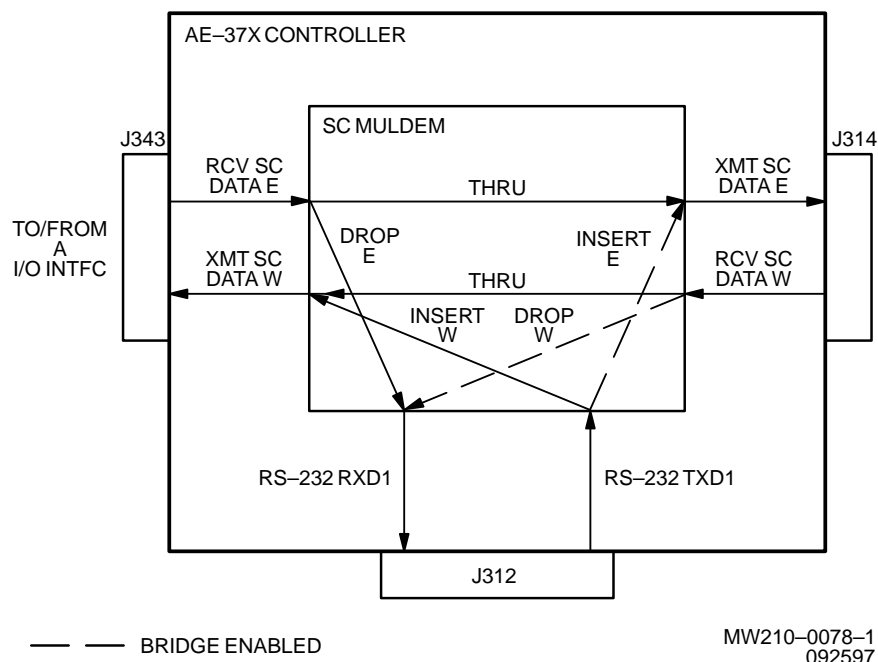 AE–37X CONTROLLER
SC MULDEM
J343
J314
RCV SC
DATA E
THRU
XMT SC
DATA E
TO/FROM
A
I/O INTFC
DROP
E
INSERT
E
XMT SC
DATA W
THRU
RCV SC
DATA W
INSERT
W
DROP
W
RS–232 RXD1
RS–232 TXD1
J312
BRIDGE ENABLED
MW210–0078–1
092597